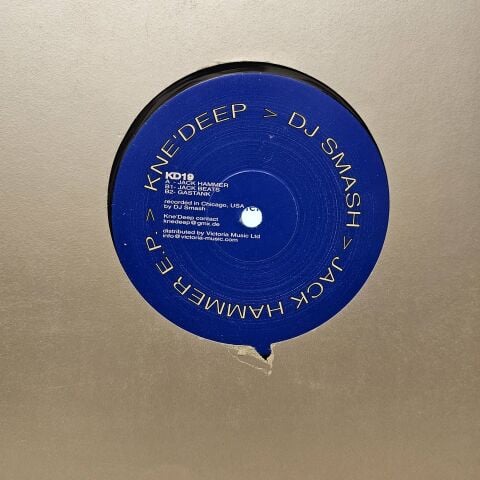 KNE'DEEP > DJ SMASH > JACK HAMMER E.P >
KD19
A - JACK HAMMER
B1- JACK BEATS
B2- GASTANK
recorded in Chicago, USA
by DJ Smash
Kne'Deep contact
knedeep@gmx.de
distributed by Victoria Music Ltd
info@victoria-music.com